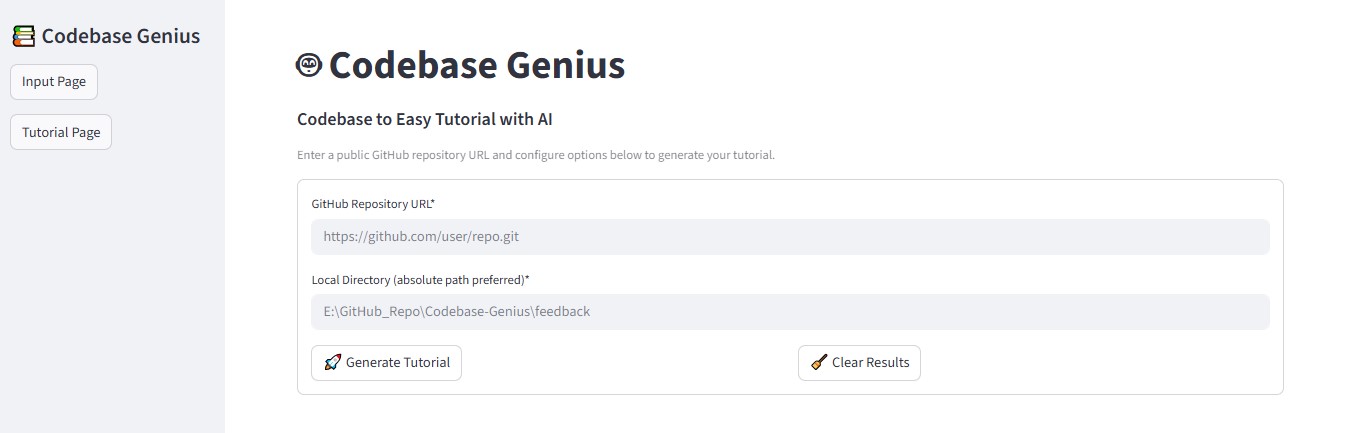 📚 Codebase Genius
Input Page
Tutorial Page
Codebase Genius
Codebase to Easy Tutorial with AI
Enter a public GitHub repository URL and configure options below to generate your tutorial.
GitHub Repository URL*
https://github.com/user/repo.git
Local Directory (absolute path preferred)*
E:\GitHub_Repo\Codebase-Genius\feedback
🚀 Generate Tutorial
🧹 Clear Results